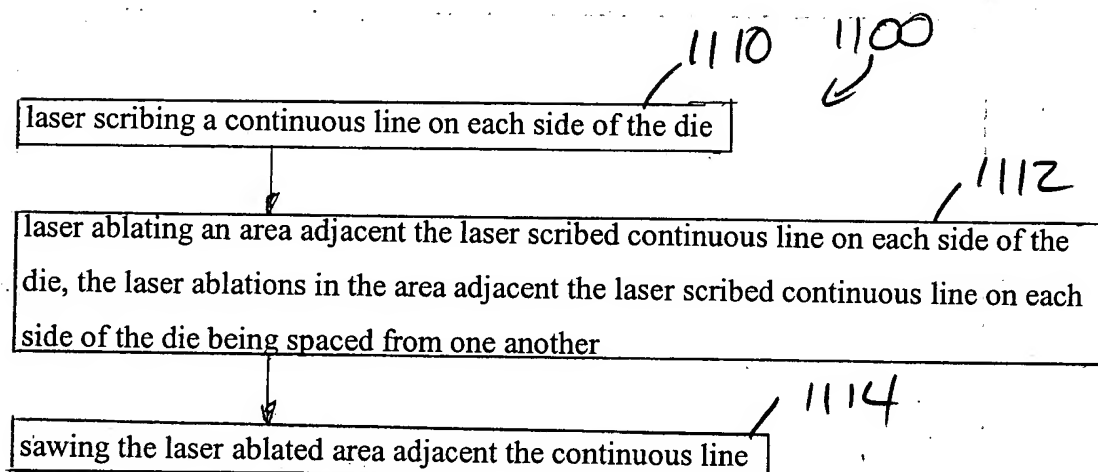 1110 1100
laser scribing a continuous line on each side of the die
1112
laser ablating an area adjacent the laser scribed continuous line on each side of the
die, the laser ablations in the area adjacent the laser scribed continuous line on each
side of the die being spaced from one another
1114
sawing the laser ablated area adjacent the continuous line